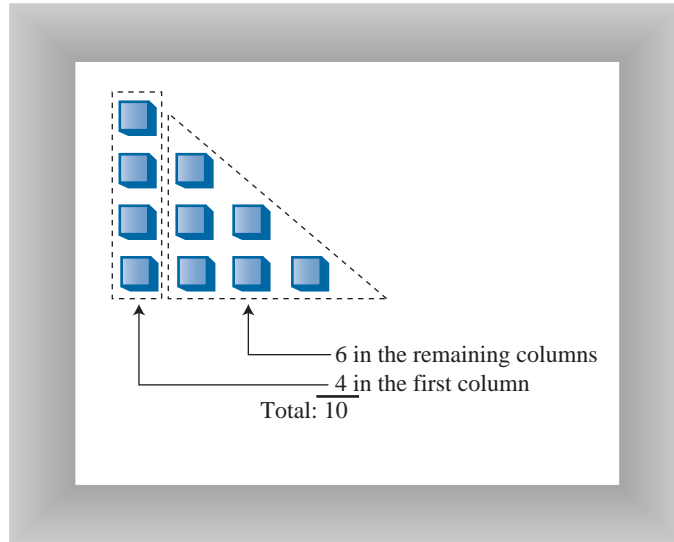 6 in the remaining columns
4 in the first column
Total: 10